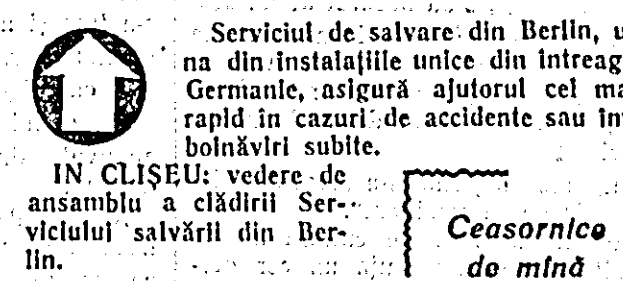 Serviciul de salvare din Berlin, u
na din instalațiile unice din intreag
Germanie, asigură ajutorul cel ma
rapid în cazuri de accidente sau în
bolnăviri subite.
IN CLIȘEU: vedere de
ansamblu a clădirii Ser-
viciului salvării din Ber-
lin.
Ceasornice
de mînă